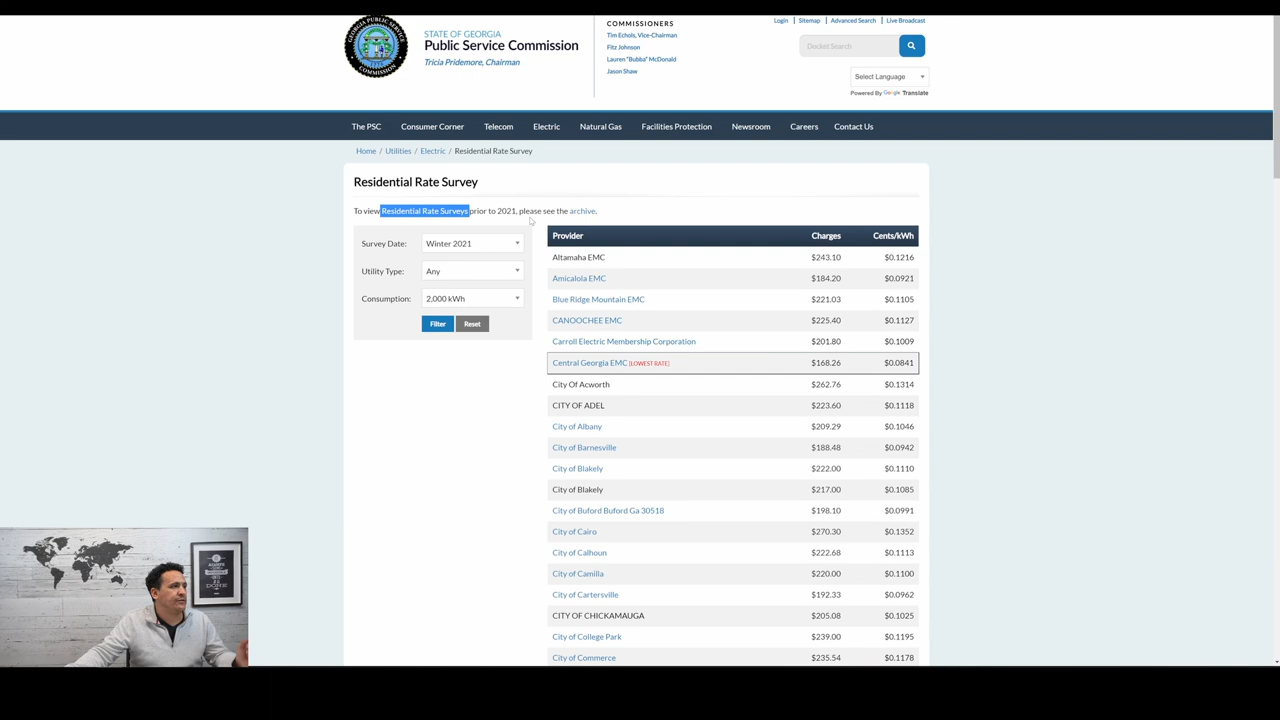 STATE OF GEORGIA
Public Service Commission
Tricia Pridemore, Chairman
COMMISSIONERS
Tim Echols, Vice-Chairman
Fitz Johnson
Lauren "Bubba" McDonald
Jason Shaw
Login | Sitemap | Advanced Search | Live Broadcast
Docket Search
Select Language
Powered By Google Translate
The PSC Consumer Corner Telecom Electric Natural Gas Facilities Protection Newsroom Careers Contact Us
Home / Utilities / Electric / Residential Rate Survey
Residential Rate Survey
To view Residential Rate Surveys prior to 2021, please see the archive.
Survey Date: Winter 2021
Utility Type: Any
Consumption: 2,000 kWh
Filter Reset
Provider Charges Cents/kWh
Altamaha EMC $243.10 $0.1216
Amicalola EMC $184.20 $0.0921
Blue Ridge Mountain EMC $221.03 $0.1105
CANOOCHEE EMC $225.40 $0.1127
Carroll Electric Membership Corporation $201.80 $0.1009
Central Georgia EMC [LOWEST RATE] $168.26 $0.0841
City Of Acworth $262.76 $0.1314
CITY OF ADEL $223.60 $0.1118
City of Albany $209.29 $0.1046
City of Barnesville $188.48 $0.0942
City of Blakely $222.00 $0.1110
City of Blakely $217.00 $0.1085
City of Buford Buford Ga 30518 $198.10 $0.0991
City of Cairo $270.30 $0.1352
City of Calhoun $222.68 $0.1113
City of Camilla $220.00 $0.1100
City of Cartersville $192.33 $0.0962
CITY OF CHICKAMAUGA $205.08 $0.1025
City of College Park $239.00 $0.1195
City of Commerce $235.54 $0.1178